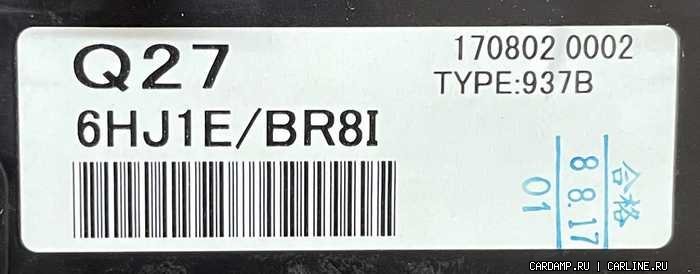 Q27
170802 0002
TYPE:937B
6HJ1E/BR8I
合格
8 8.17
01
CARDAMP.RU | CARLINE.RU